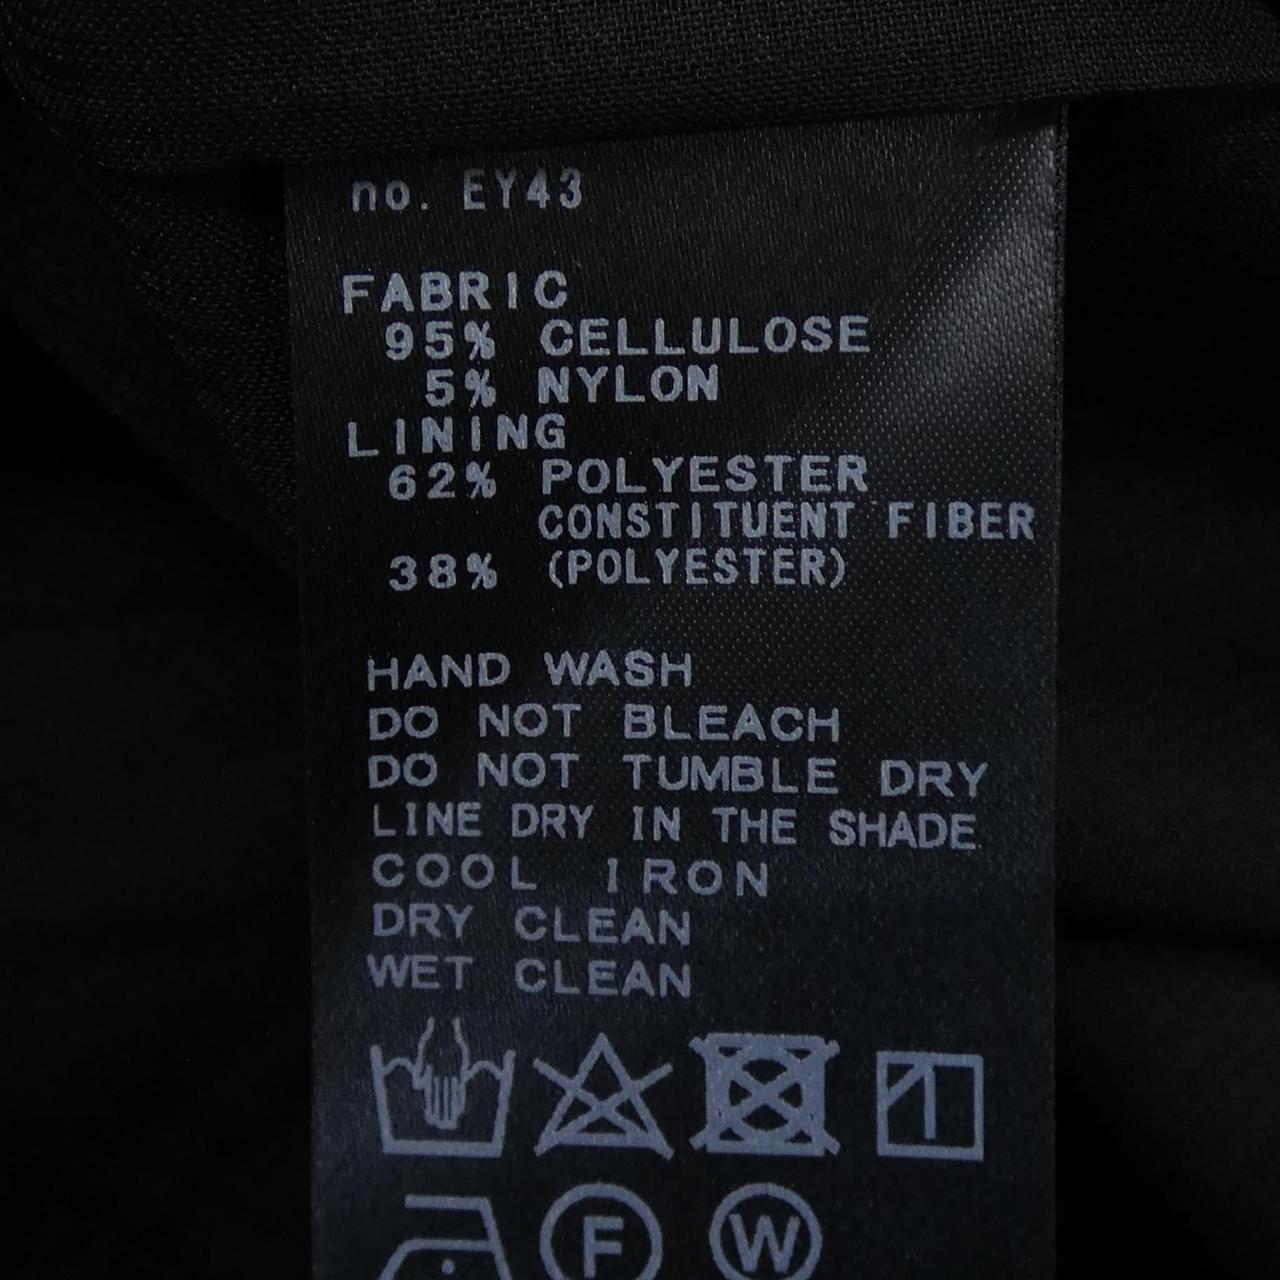 no. EY43
FABRIC
95% CELLULOSE
5% NYLON
LINING
62% POLYESTER
CONSTITUENT FIBER
38% (POLYESTER)
HAND WASH
DO NOT BLEACH
DO NOT TUMBLE DRY
LINE DRY IN THE SHADE
COOL IRON
DRY CLEAN
WET CLEAN
F W